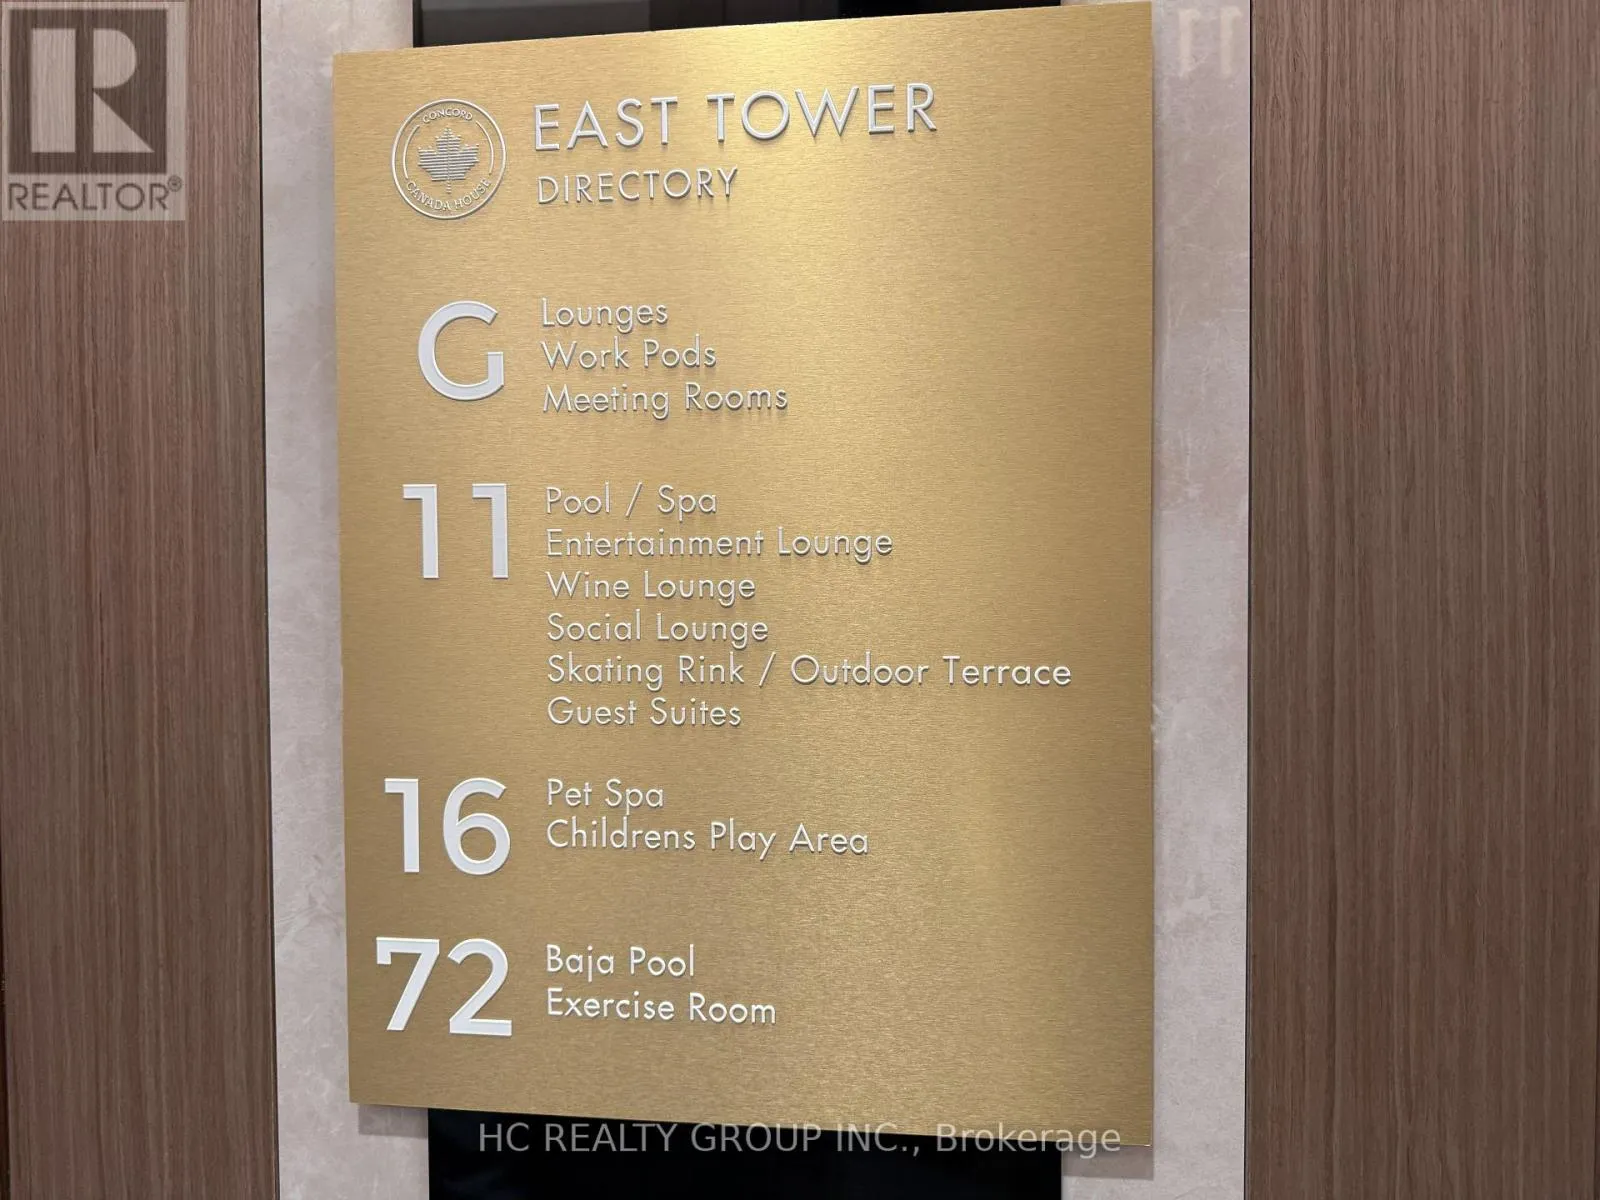 REALTOR®
CONCORD
CANADA HOUSE
EAST TOWER
DIRECTORY
G
Lounges
Work Pods
Meeting Rooms
11
Pool / Spa
Entertainment Lounge
Wine Lounge
Social Lounge
Skating Rink / Outdoor Terrace
Guest Suites
16
Pet Spa
Childrens Play Area
72
Baja Pool
Exercise Room
11
HC REALTY GROUP INC., Brokerage